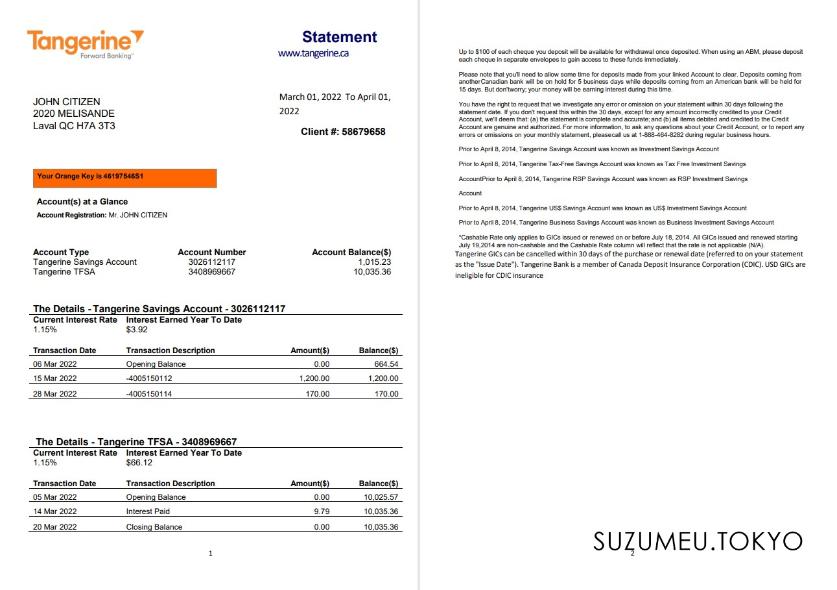 Tangerine
Forward Banking™
Statement
www.tangerine.ca
JOHN CITIZEN
2020 MELISANDE
Laval QC H7A 3T3
March 01, 2022 To April 01,
2022
Client #: 58679658
Your Orange Key is 4619784651
Account(s) at a Glance
Account Registration: Mr. JOHN CITIZEN
Account Type Account Number Account Balance($)
Tangerine Savings Account 3026112117 1,015.23
Tangerine TFSA 3408969667 10,035.36
The Details - Tangerine Savings Account - 3026112117
Current Interest Rate Interest Earned Year To Date
1.15% $3.92
Transaction Date Transaction Description Amount($) Balance($)
06 Mar 2022 Opening Balance 0.00 664.54
15 Mar 2022 -4005150112 1,200.00 1,200.00
28 Mar 2022 -4005150114 170.00 170.00
The Details - Tangerine TFSA - 3408969667
Current Interest Rate Interest Earned Year To Date
1.15% $66.12
Transaction Date Transaction Description Amount($) Balance($)
05 Mar 2022 Opening Balance 0.00 10,025.57
14 Mar 2022 Interest Paid 9.79 10,035.36
20 Mar 2022 Closing Balance 0.00 10,035.36
1
Up to $100 of each cheque you deposit will be available for withdrawal once deposited. When using an ABM, please deposit
each cheque in separate envelopes to gain access to these funds immediately.
Please note that you'll need to allow some time for deposits made from your linked Account to clear. Deposits coming from
anotherCanadian bank will be on hold for 5 business days while deposits coming from an American bank will be held for
15 days. But don'tworry; your money will be earning interest during this time.
You have the right to request that we investigate any error or omission on your statement within 30 days following the
statement date. If you don't request this within the 30 days, except for any amount incorrectly credited to your Credit
Account, we'll deem that: (a) the statement is complete and accurate; and (b) all items debited and credited to the Credit
Account are genuine and authorized. For more information, to ask any questions about your Credit Account, or to report any
errors or omissions on your monthly statement, pleasecall us at 1-888-464-8282 during regular business hours.
Prior to April 8, 2014, Tangerine Savings Account was known as Investment Savings Account
Prior to April 8, 2014, Tangerine Tax-Free Savings Account was known as Tax Free Investment Savings
AccountPrior to April 8, 2014, Tangerine RSP Savings Account was known as RSP Investment Savings
Account
Prior to April 8, 2014, Tangerine US$ Savings Account was known as US$ Investment Savings Account
Prior to April 8, 2014, Tangerine Business Savings Account was known as Business Investment Savings Account
*Cashable Rate only applies to GICs issued or renewed on or before July 18, 2014. All GICs issued and renewed starting
July 19,2014 are non-cashable and the Cashable Rate column will reflect that the rate is not applicable (N/A).
Tangerine GICs can be cancelled within 30 days of the purchase or renewal date (referred to on your statement
as the "Issue Date"). Tangerine Bank is a member of Canada Deposit Insurance Corporation (CDIC). USD GICs are
ineligible for CDIC insurance
SUZUMEU.TOKYO
2